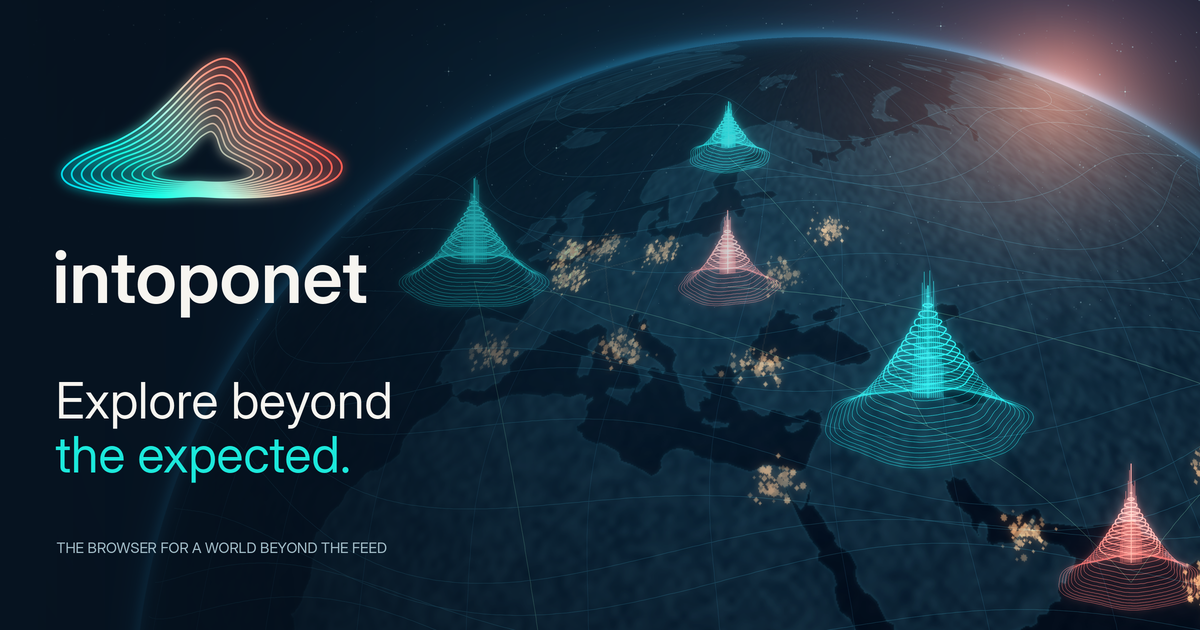 intoponet
Explore beyond
the expected.
THE BROWSER FOR A WORLD BEYOND THE FEED